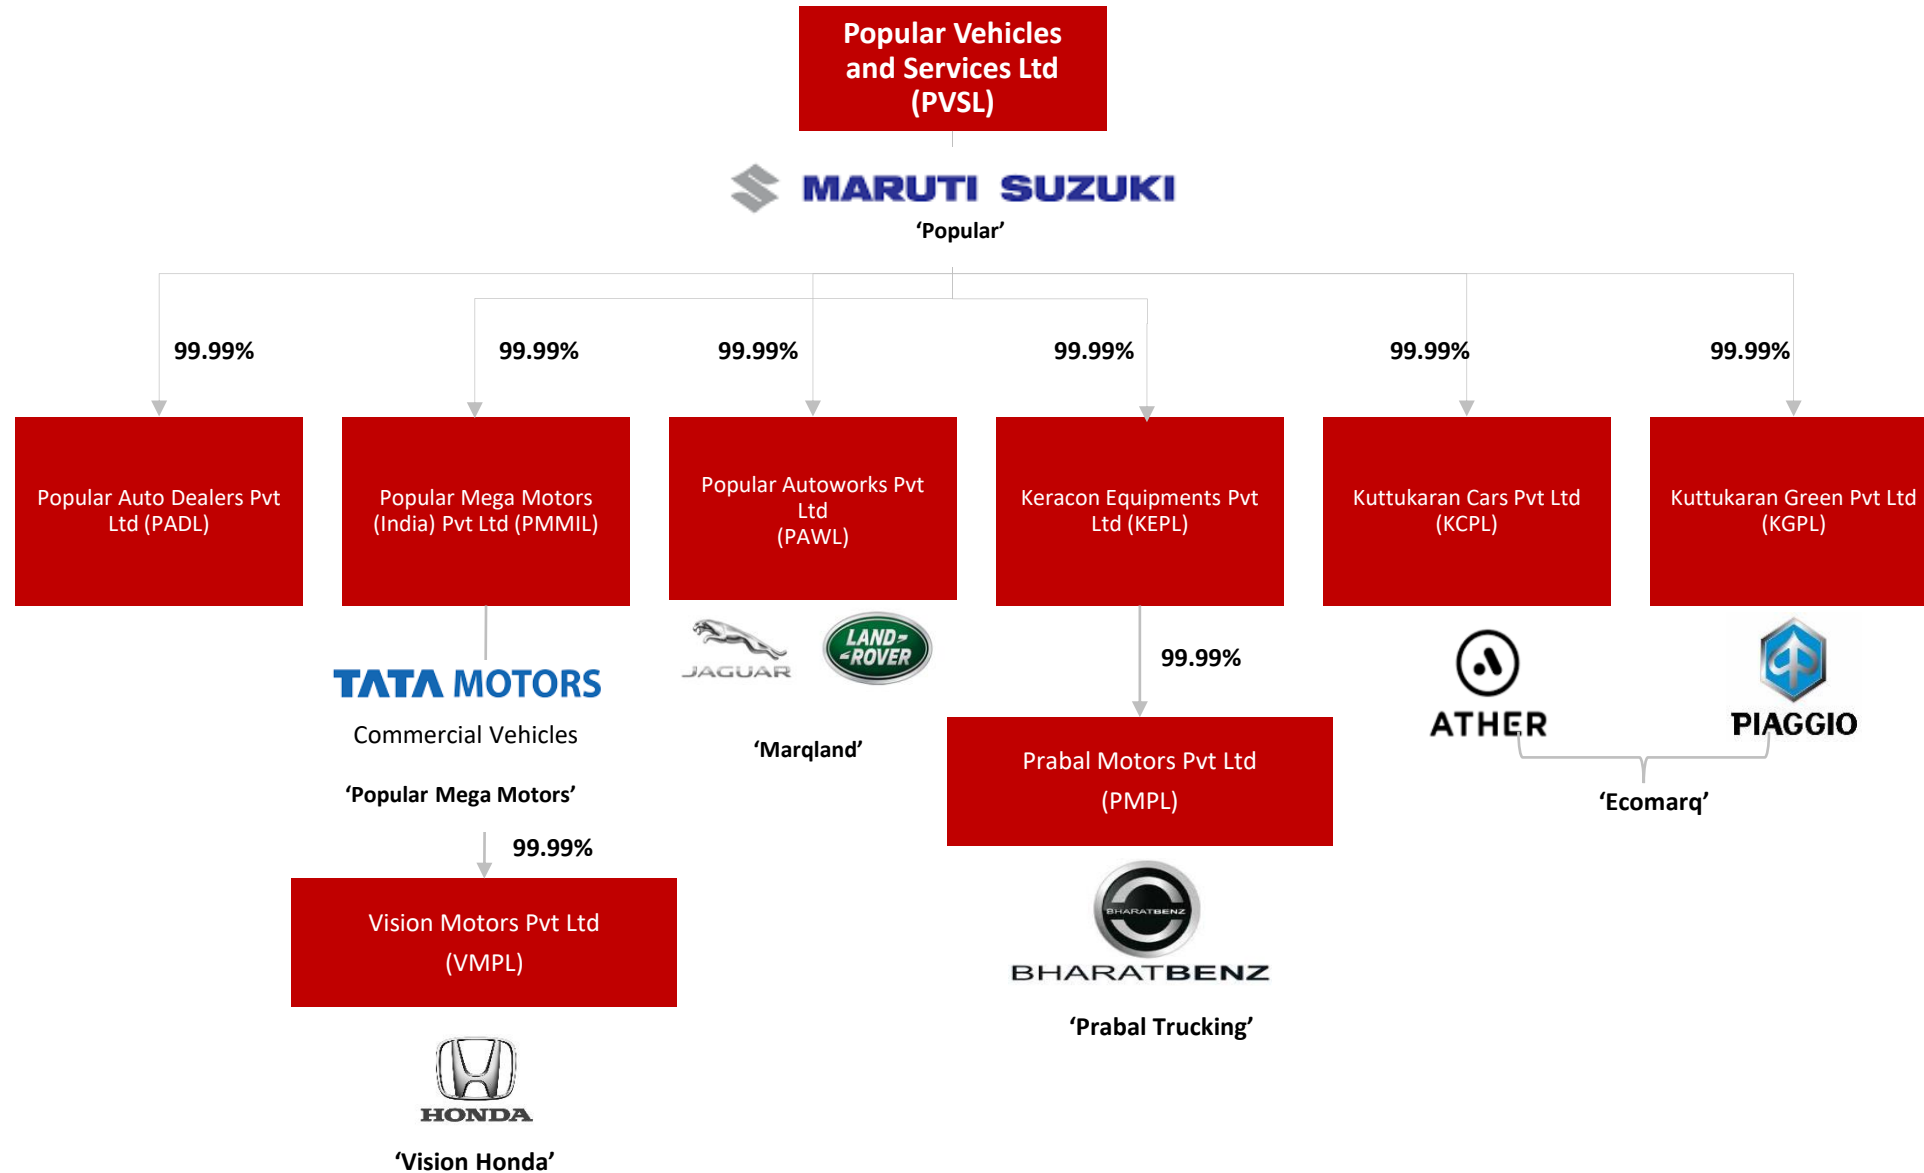 Popular Vehicles
and Services Ltd
(PVSL)
MARUTI SUZUKI
‘Popular’
99.99%
99.99%
99.99%
99.99%
99.99%
99.99%
Popular Auto Dealers Pvt
Ltd (PADL)
Popular Mega Motors
(India) Pvt Ltd (PMMIL)
Popular Autoworks Pvt
Ltd
(PAWL)
Keracon Equipments Pvt
Ltd (KEPL)
Kuttukaran Cars Pvt Ltd
(KCPL)
Kuttukaran Green Pvt Ltd
(KGPL)
TATA MOTORS
Commercial Vehicles
‘Popular Mega Motors’
99.99%
Vision Motors Pvt Ltd
(VMPL)
HONDA
‘Vision Honda’
JAGUAR
LAND-
-ROVER
‘Marqland’
99.99%
Prabal Motors Pvt Ltd
(PMPL)
BHARATBENZ
BHARATBENZ
‘Prabal Trucking’
ATHER
PIAGGIO
‘Ecomarq’